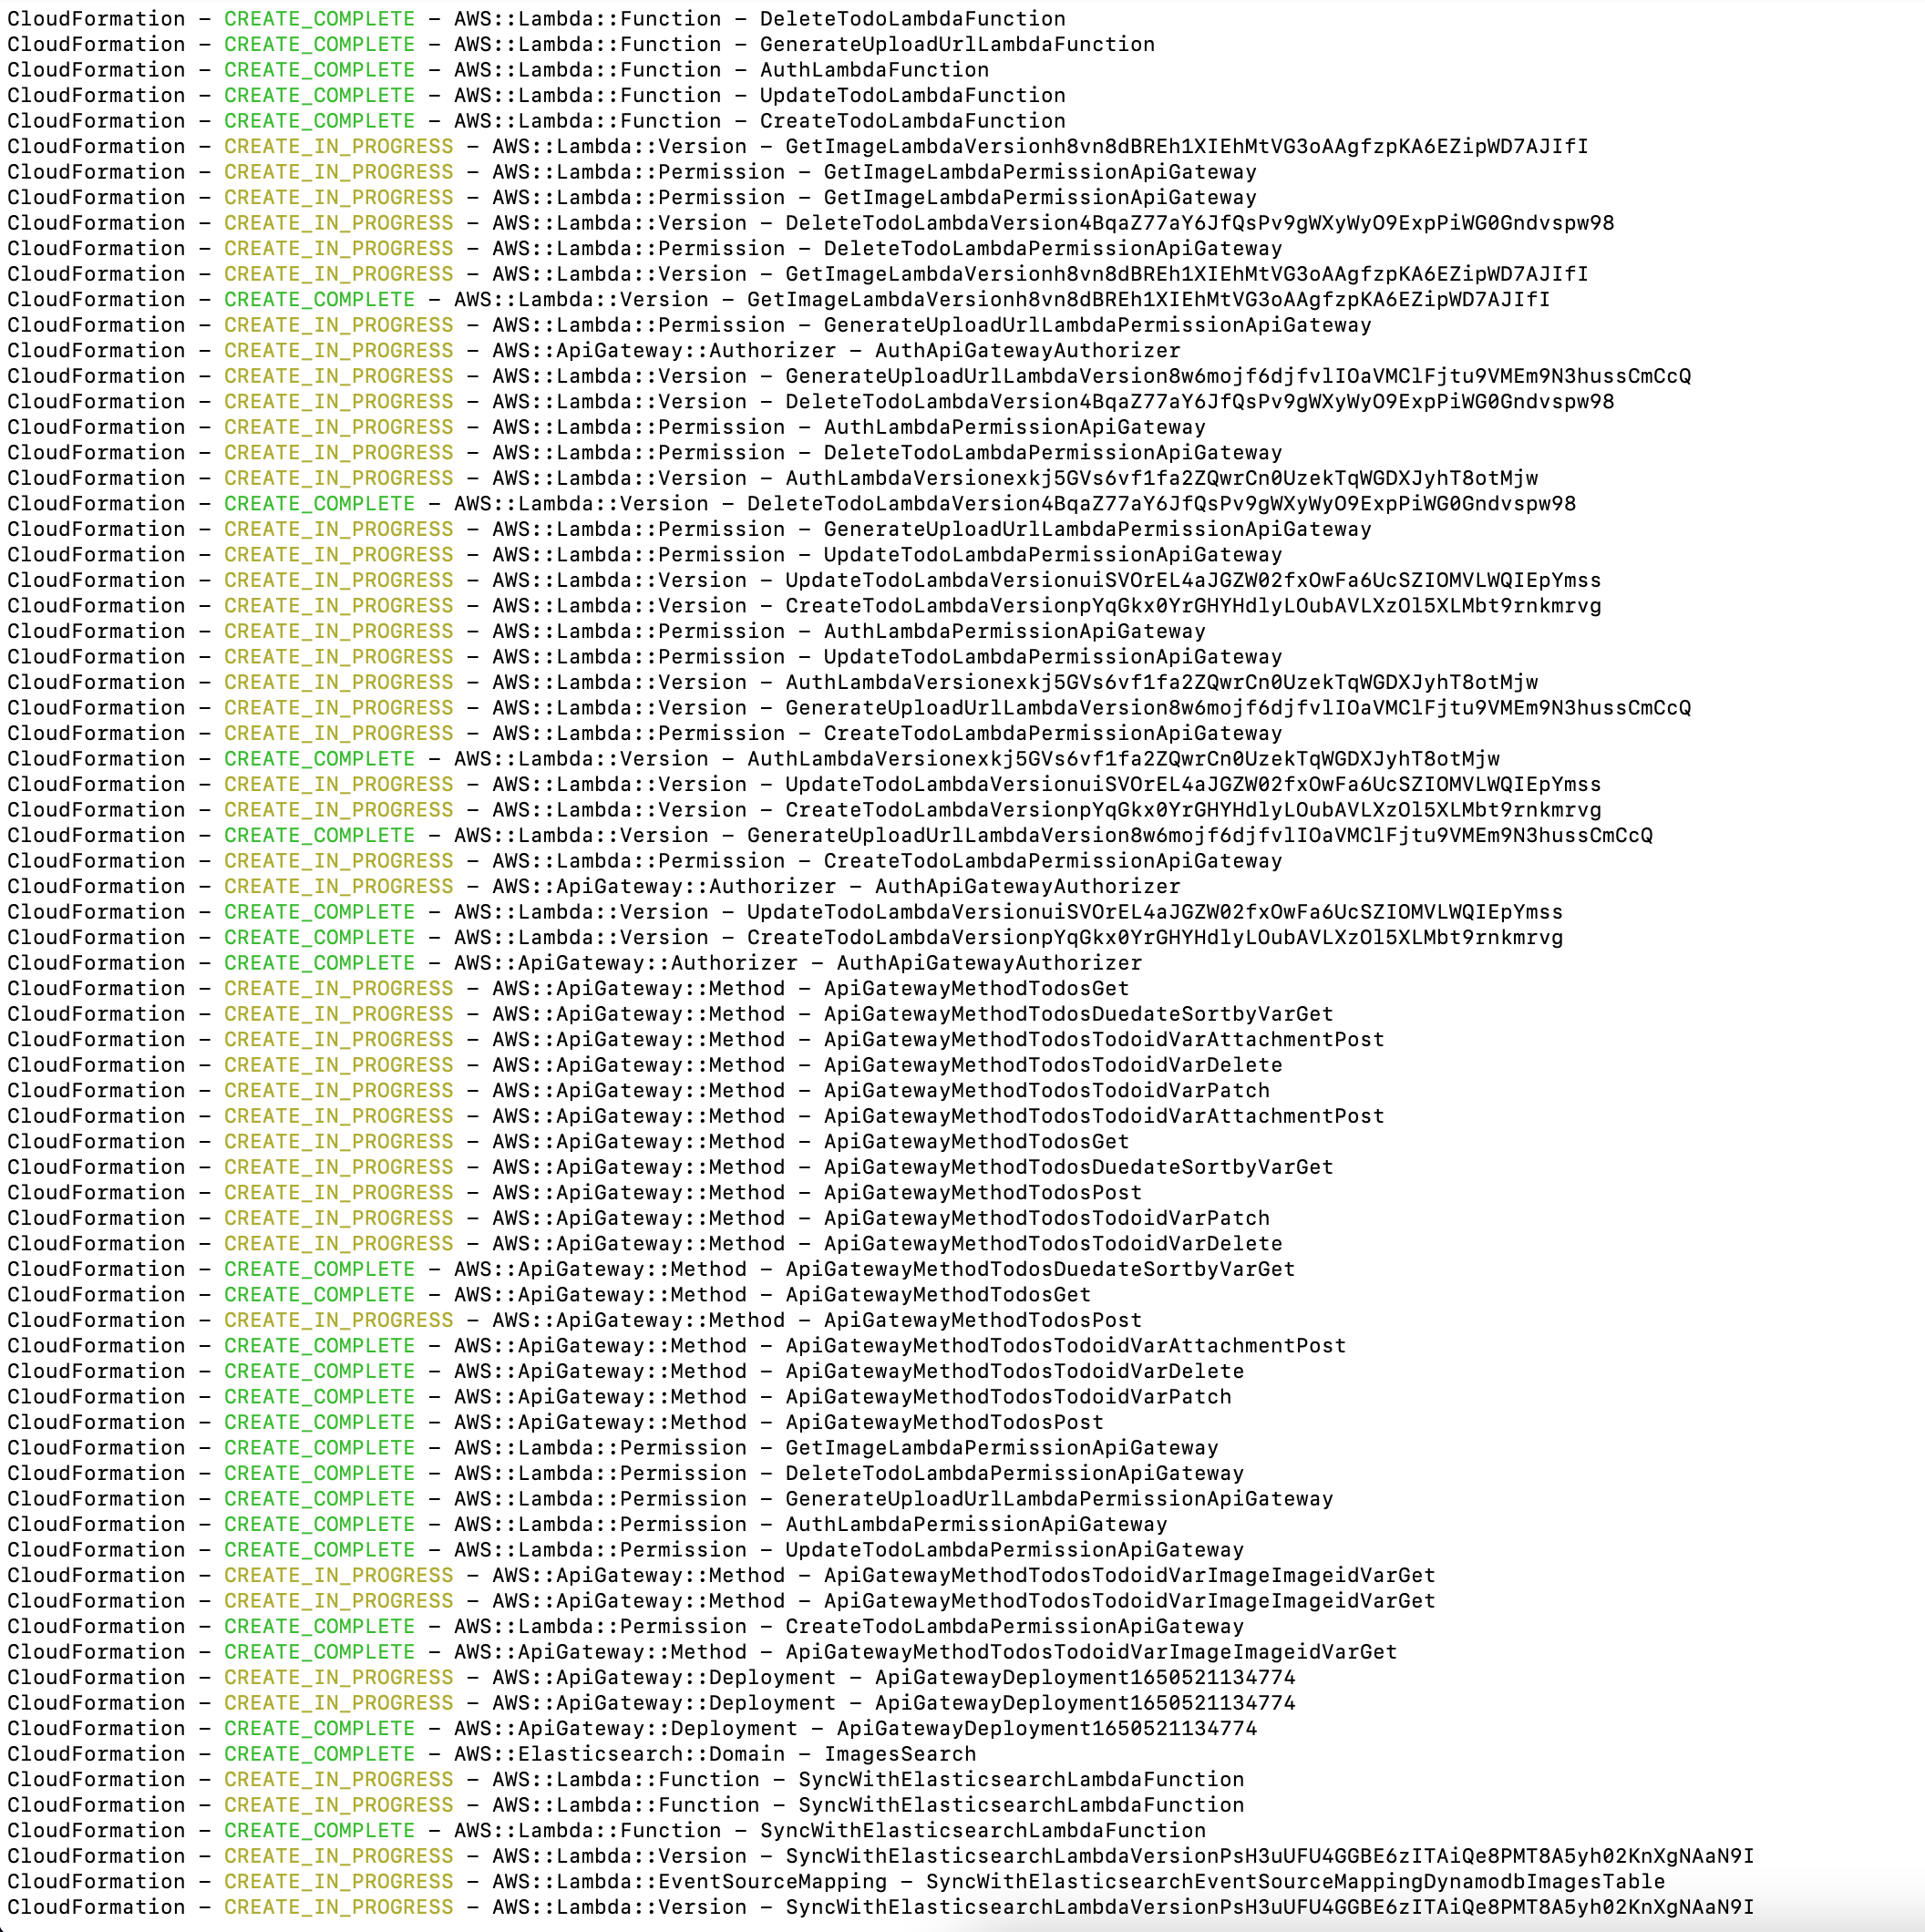 CloudFormation – CREATE_COMPLETE – AWS::Lambda::Function – DeleteTodoLambdaFunction
CloudFormation – CREATE_COMPLETE – AWS::Lambda::Function – GenerateUploadUrlLambdaFunction
CloudFormation – CREATE_COMPLETE – AWS::Lambda::Function – AuthLambdaFunction
CloudFormation – CREATE_COMPLETE – AWS::Lambda::Function – UpdateTodoLambdaFunction
CloudFormation – CREATE_COMPLETE – AWS::Lambda::Function – CreateTodoLambdaFunction
CloudFormation – CREATE_IN_PROGRESS – AWS::Lambda::Version – GetImageLambdaVersionh8vn8dBREh1XIEhMtVG3oAAgfzpKA6EZipWD7AJIfI
CloudFormation – CREATE_IN_PROGRESS – AWS::Lambda::Permission – GetImageLambdaPermissionApiGateway
CloudFormation – CREATE_IN_PROGRESS – AWS::Lambda::Permission – GetImageLambdaPermissionApiGateway
CloudFormation – CREATE_IN_PROGRESS – AWS::Lambda::Version – DeleteTodoLambdaVersion4BqaZ77aY6JfQsPv9gWXyWyO9ExpPiWG0Gndvspw98
CloudFormation – CREATE_IN_PROGRESS – AWS::Lambda::Permission – DeleteTodoLambdaPermissionApiGateway
CloudFormation – CREATE_IN_PROGRESS – AWS::Lambda::Version – GetImageLambdaVersionh8vn8dBREh1XIEhMtVG3oAAgfzpKA6EZipWD7AJIfI
CloudFormation – CREATE_COMPLETE – AWS::Lambda::Version – GetImageLambdaVersionh8vn8dBREh1XIEhMtVG3oAAgfzpKA6EZipWD7AJIfI
CloudFormation – CREATE_IN_PROGRESS – AWS::Lambda::Permission – GenerateUploadUrlLambdaPermissionApiGateway
CloudFormation – CREATE_IN_PROGRESS – AWS::ApiGateway::Authorizer – AuthApiGatewayAuthorizer
CloudFormation – CREATE_IN_PROGRESS – AWS::Lambda::Version – GenerateUploadUrlLambdaVersion8w6mojf6djfvlIOaVMClFjtu9VMEm9N3hussCmCcQ
CloudFormation – CREATE_IN_PROGRESS – AWS::Lambda::Version – DeleteTodoLambdaVersion4BqaZ77aY6JfQsPv9gWXyWyO9ExpPiWG0Gndvspw98
CloudFormation – CREATE_IN_PROGRESS – AWS::Lambda::Permission – AuthLambdaPermissionApiGateway
CloudFormation – CREATE_IN_PROGRESS – AWS::Lambda::Permission – DeleteTodoLambdaPermissionApiGateway
CloudFormation – CREATE_IN_PROGRESS – AWS::Lambda::Version – AuthLambdaVersionexkj5GVs6vf1fa2ZQwrCn0UzekTqWGDXJyhT8otMjw
CloudFormation – CREATE_COMPLETE – AWS::Lambda::Version – DeleteTodoLambdaVersion4BqaZ77aY6JfQsPv9gWXyWyO9ExpPiWG0Gndvspw98
CloudFormation – CREATE_IN_PROGRESS – AWS::Lambda::Permission – GenerateUploadUrlLambdaPermissionApiGateway
CloudFormation – CREATE_IN_PROGRESS – AWS::Lambda::Permission – UpdateTodoLambdaPermissionApiGateway
CloudFormation – CREATE_IN_PROGRESS – AWS::Lambda::Version – UpdateTodoLambdaVersionuiSVOrEL4aJGZW02fxOwFa6UcSZIOMVLWQIEpYmss
CloudFormation – CREATE_IN_PROGRESS – AWS::Lambda::Version – CreateTodoLambdaVersionpYqGkx0YrGHYHdlyLOubAVLXzOl5XLMbt9rnkmrvg
CloudFormation – CREATE_IN_PROGRESS – AWS::Lambda::Permission – AuthLambdaPermissionApiGateway
CloudFormation – CREATE_IN_PROGRESS – AWS::Lambda::Permission – UpdateTodoLambdaPermissionApiGateway
CloudFormation – CREATE_IN_PROGRESS – AWS::Lambda::Version – AuthLambdaVersionexkj5GVs6vf1fa2ZQwrCn0UzekTqWGDXJyhT8otMjw
CloudFormation – CREATE_IN_PROGRESS – AWS::Lambda::Version – GenerateUploadUrlLambdaVersion8w6mojf6djfvlIOaVMClFjtu9VMEm9N3hussCmCcQ
CloudFormation – CREATE_IN_PROGRESS – AWS::Lambda::Permission – CreateTodoLambdaPermissionApiGateway
CloudFormation – CREATE_COMPLETE – AWS::Lambda::Version – AuthLambdaVersionexkj5GVs6vf1fa2ZQwrCn0UzekTqWGDXJyhT8otMjw
CloudFormation – CREATE_IN_PROGRESS – AWS::Lambda::Version – UpdateTodoLambdaVersionuiSVOrEL4aJGZW02fxOwFa6UcSZIOMVLWQIEpYmss
CloudFormation – CREATE_IN_PROGRESS – AWS::Lambda::Version – CreateTodoLambdaVersionpYqGkx0YrGHYHdlyLOubAVLXzOl5XLMbt9rnkmrvg
CloudFormation – CREATE_COMPLETE – AWS::Lambda::Version – GenerateUploadUrlLambdaVersion8w6mojf6djfvlIOaVMClFjtu9VMEm9N3hussCmCcQ
CloudFormation – CREATE_IN_PROGRESS – AWS::Lambda::Permission – CreateTodoLambdaPermissionApiGateway
CloudFormation – CREATE_IN_PROGRESS – AWS::ApiGateway::Authorizer – AuthApiGatewayAuthorizer
CloudFormation – CREATE_COMPLETE – AWS::Lambda::Version – UpdateTodoLambdaVersionuiSVOrEL4aJGZW02fxOwFa6UcSZIOMVLWQIEpYmss
CloudFormation – CREATE_COMPLETE – AWS::Lambda::Version – CreateTodoLambdaVersionpYqGkx0YrGHYHdlyLOubAVLXzOl5XLMbt9rnkmrvg
CloudFormation – CREATE_COMPLETE – AWS::ApiGateway::Authorizer – AuthApiGatewayAuthorizer
CloudFormation – CREATE_IN_PROGRESS – AWS::ApiGateway::Method – ApiGatewayMethodTodosGet
CloudFormation – CREATE_IN_PROGRESS – AWS::ApiGateway::Method – ApiGatewayMethodTodosDuedateSortbyVarGet
CloudFormation – CREATE_IN_PROGRESS – AWS::ApiGateway::Method – ApiGatewayMethodTodosTodoidVarAttachmentPost
CloudFormation – CREATE_IN_PROGRESS – AWS::ApiGateway::Method – ApiGatewayMethodTodosTodoidVarDelete
CloudFormation – CREATE_IN_PROGRESS – AWS::ApiGateway::Method – ApiGatewayMethodTodosTodoidVarPatch
CloudFormation – CREATE_IN_PROGRESS – AWS::ApiGateway::Method – ApiGatewayMethodTodosTodoidVarAttachmentPost
CloudFormation – CREATE_IN_PROGRESS – AWS::ApiGateway::Method – ApiGatewayMethodTodosGet
CloudFormation – CREATE_IN_PROGRESS – AWS::ApiGateway::Method – ApiGatewayMethodTodosDuedateSortbyVarGet
CloudFormation – CREATE_IN_PROGRESS – AWS::ApiGateway::Method – ApiGatewayMethodTodosPost
CloudFormation – CREATE_IN_PROGRESS – AWS::ApiGateway::Method – ApiGatewayMethodTodosTodoidVarPatch
CloudFormation – CREATE_IN_PROGRESS – AWS::ApiGateway::Method – ApiGatewayMethodTodosTodoidVarDelete
CloudFormation – CREATE_COMPLETE – AWS::ApiGateway::Method – ApiGatewayMethodTodosDuedateSortbyVarGet
CloudFormation – CREATE_COMPLETE – AWS::ApiGateway::Method – ApiGatewayMethodTodosGet
CloudFormation – CREATE_IN_PROGRESS – AWS::ApiGateway::Method – ApiGatewayMethodTodosPost
CloudFormation – CREATE_COMPLETE – AWS::ApiGateway::Method – ApiGatewayMethodTodosTodoidVarAttachmentPost
CloudFormation – CREATE_COMPLETE – AWS::ApiGateway::Method – ApiGatewayMethodTodosTodoidVarDelete
CloudFormation – CREATE_COMPLETE – AWS::ApiGateway::Method – ApiGatewayMethodTodosTodoidVarPatch
CloudFormation – CREATE_COMPLETE – AWS::ApiGateway::Method – ApiGatewayMethodTodosPost
CloudFormation – CREATE_COMPLETE – AWS::Lambda::Permission – GetImageLambdaPermissionApiGateway
CloudFormation – CREATE_COMPLETE – AWS::Lambda::Permission – DeleteTodoLambdaPermissionApiGateway
CloudFormation – CREATE_COMPLETE – AWS::Lambda::Permission – GenerateUploadUrlLambdaPermissionApiGateway
CloudFormation – CREATE_COMPLETE – AWS::Lambda::Permission – AuthLambdaPermissionApiGateway
CloudFormation – CREATE_COMPLETE – AWS::Lambda::Permission – UpdateTodoLambdaPermissionApiGateway
CloudFormation – CREATE_IN_PROGRESS – AWS::ApiGateway::Method – ApiGatewayMethodTodosTodoidVarImageImageidVarGet
CloudFormation – CREATE_IN_PROGRESS – AWS::ApiGateway::Method – ApiGatewayMethodTodosTodoidVarImageImageidVarGet
CloudFormation – CREATE_COMPLETE – AWS::Lambda::Permission – CreateTodoLambdaPermissionApiGateway
CloudFormation – CREATE_COMPLETE – AWS::ApiGateway::Method – ApiGatewayMethodTodosTodoidVarImageImageidVarGet
CloudFormation – CREATE_IN_PROGRESS – AWS::ApiGateway::Deployment – ApiGatewayDeployment1650521134774
CloudFormation – CREATE_IN_PROGRESS – AWS::ApiGateway::Deployment – ApiGatewayDeployment1650521134774
CloudFormation – CREATE_COMPLETE – AWS::ApiGateway::Deployment – ApiGatewayDeployment1650521134774
CloudFormation – CREATE_COMPLETE – AWS::Elasticsearch::Domain – ImagesSearch
CloudFormation – CREATE_IN_PROGRESS – AWS::Lambda::Function – SyncWithElasticsearchLambdaFunction
CloudFormation – CREATE_IN_PROGRESS – AWS::Lambda::Function – SyncWithElasticsearchLambdaFunction
CloudFormation – CREATE_COMPLETE – AWS::Lambda::Function – SyncWithElasticsearchLambdaFunction
CloudFormation – CREATE_IN_PROGRESS – AWS::Lambda::Version – SyncWithElasticsearchLambdaVersionPsH3uUFU4GGBE6zITAiQe8PMT8A5yh02KnXgNAaN9I
CloudFormation – CREATE_IN_PROGRESS – AWS::Lambda::EventSourceMapping – SyncWithElasticsearchEventSourceMappingDynamodbImagesTable
CloudFormation – CREATE_IN_PROGRESS – AWS::Lambda::Version – SyncWithElasticsearchLambdaVersionPsH3uUFU4GGBE6zITAiQe8PMT8A5yh02KnXgNAaN9I